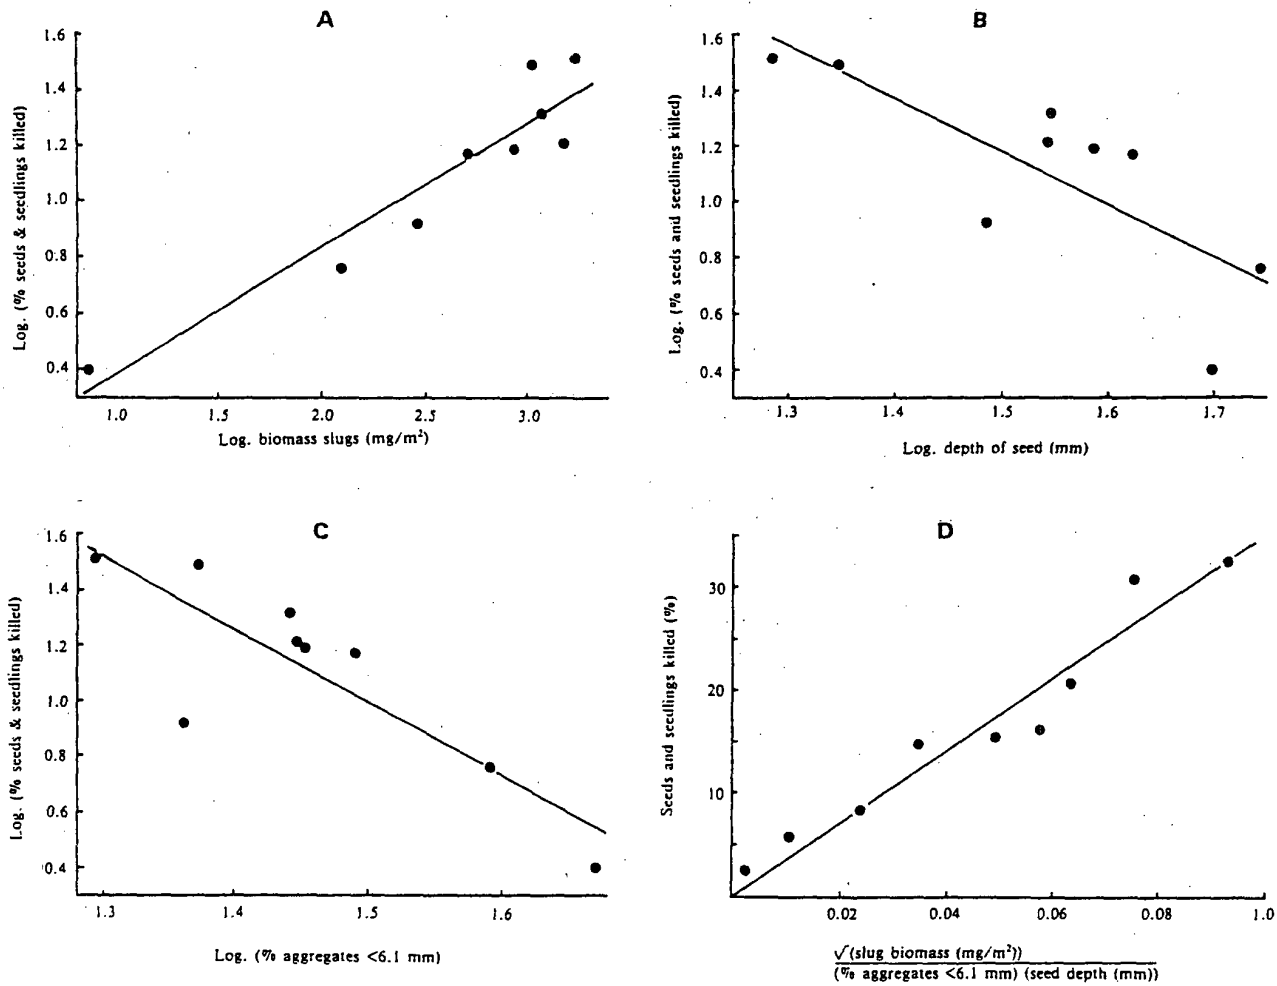 A
1.6
1.4
1.2
1.0
0.8
0.6
0.4
Log. (% seeds & seedlings killed)
1.0 1.5 2.0 2.5 3.0
Log. biomass slugs (mg/m²)
B
1.6
1.4
1.2
1.0
0.8
0.6
0.4
Log. (% seeds and seedlings killed)
1.3 1.4 1.5 1.6 1.7
Log. depth of seed (mm)
C
1.6
1.4
1.2
1.0
0.8
0.6
0.4
Log. (% seeds & seedlings killed)
1.3 1.4 1.5 1.6
Log. (% aggregates <6.1 mm)
D
30
20
10
Seeds and seedlings killed (%)
0.02 0.04 0.06 0.08 1.0
√(slug biomass (mg/m²))
(% aggregates <6.1 mm) (seed depth (mm))